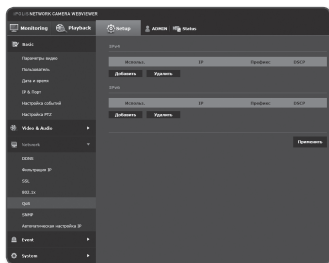 iPOLiS NETWORK CAMERA WEBVIEWER
Monitoring
Playback
Setup
ADMIN
Status
Basic
Параметры видео
Пользователь
Дата и время
IP & Порт
Настройка событий
Настройка PTZ
Video & Audio
Network
DDNS
Фильтрация IP
SSL
802.1x
QoS
SNMP
Автоматическая настройка IP
Event
System
IPv4
Использ. IP Префикс DSCP
Добавить Удалить
IPv6
Использ. IP Префикс DSCP
Добавить Удалить
Применить